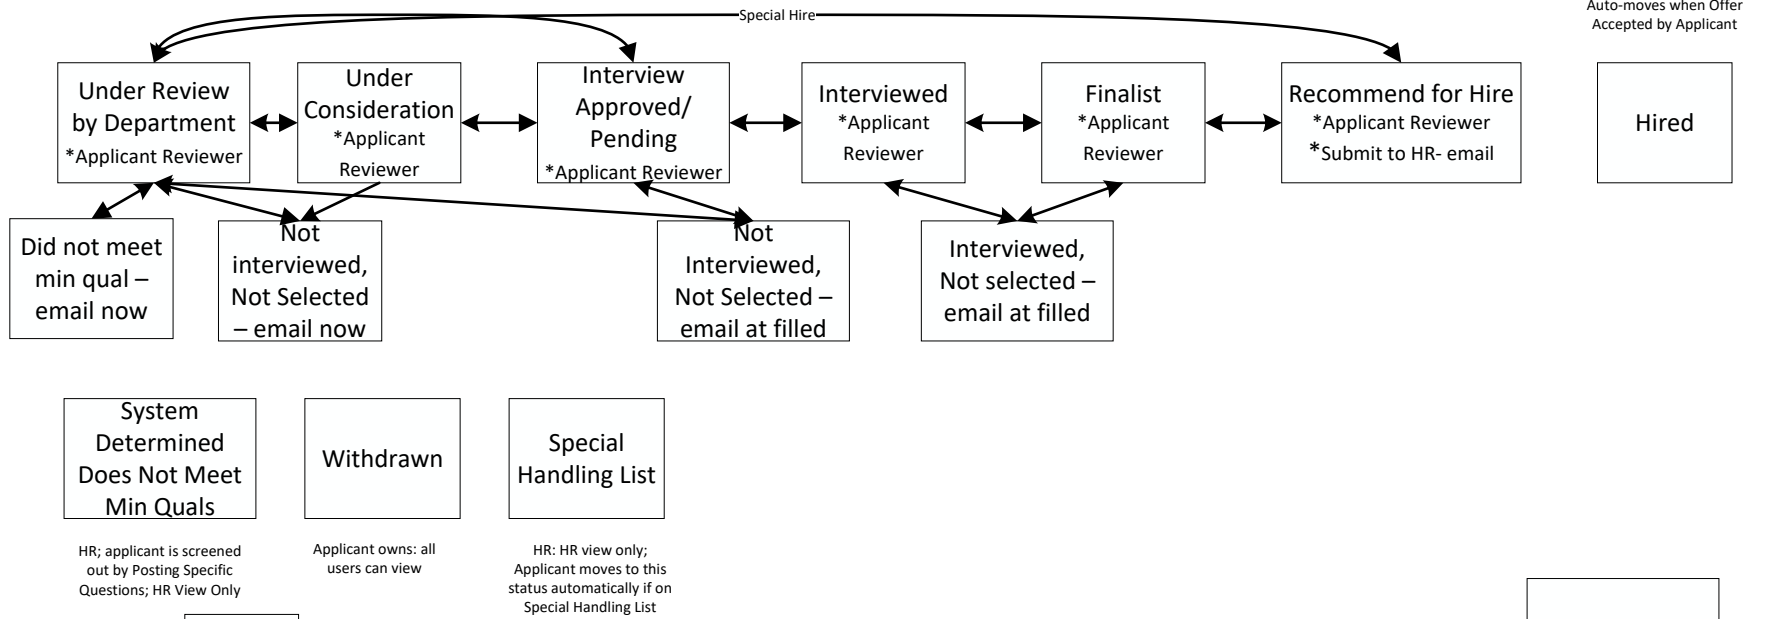 Special Hire
Auto-moves when Offer
Accepted by Applicant
Under Review
by Department
*Applicant Reviewer
Under
Consideration
*Applicant
Reviewer
Interview
Approved/
Pending
*Applicant Reviewer
Interviewed
*Applicant
Reviewer
Finalist
*Applicant
Reviewer
Recommend for Hire
*Applicant Reviewer
*Submit to HR- email
Hired
Did not meet
min qual –
email now
Not
interviewed,
Not Selected
– email now
Not
Interviewed,
Not Selected –
email at filled
Interviewed,
Not selected –
email at filled
System
Determined
Does Not Meet
Min Quals
Withdrawn
Special
Handling List
HR; applicant is screened
out by Posting Specific
Questions; HR View Only
Applicant owns: all
users can view
HR: HR view only;
Applicant moves to this
status automatically if on
Special Handling List